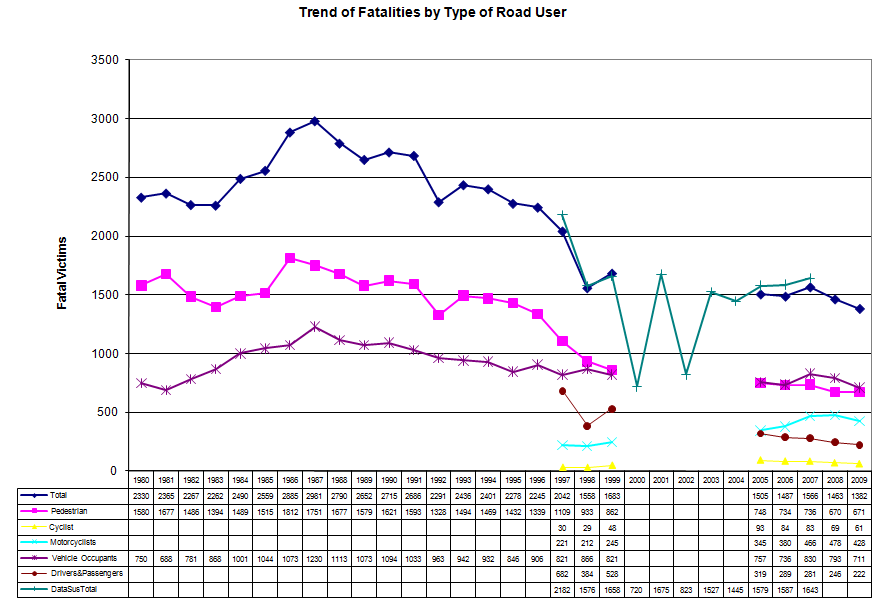 Trend of Fatalities by Type of Road User
3500
3000
2500
2000
1500
1000
500
0
Fatal Victims
1980 1981 1982 1983 1984 1985 1986 1987 1988 1989 1990 1991 1992 1993 1994 1995 1996 1997 1998 1999 2000 2001 2002 2003 2004 2005 2006 2007 2008 2009
Total 2330 2365 2267 2262 2490 2559 2885 2981 2790 2652 2715 2686 2291 2436 2401 2278 2245 2042 1558 1683 1505 1487 1566 1463 1382
Pedestrian 1580 1677 1486 1394 1489 1515 1812 1751 1677 1579 1621 1593 1328 1494 1469 1432 1339 1109 933 862 748 734 736 670 671
Cyclist 30 29 48 93 84 83 69 61
Motorcyclists 221 212 245 345 380 466 478 428
Vehicle Occupants 750 688 781 868 1001 1044 1073 1230 1113 1073 1094 1033 963 942 932 846 906 821 866 821 757 736 830 793 711
Drivers&Passengers 682 384 528 319 289 281 246 222
DataSusTotal 2182 1576 1658 720 1675 823 1527 1445 1579 1587 1643